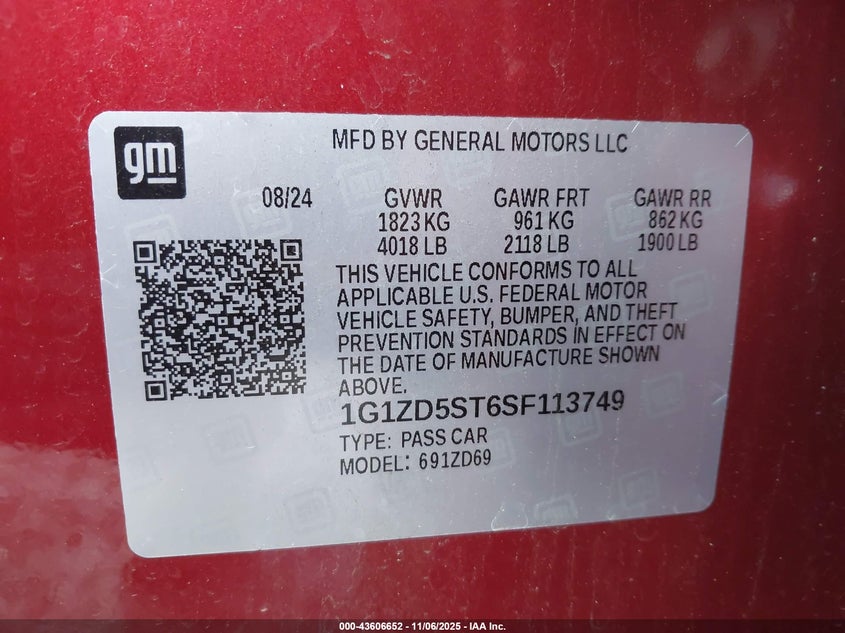 gm
MFD BY GENERAL MOTORS LLC
08/24 GVWR GAWR FRT GAWR RR
1823 KG 961 KG 862 KG
4018 LB 2118 LB 1900 LB
THIS VEHICLE CONFORMS TO ALL
APPLICABLE U.S. FEDERAL MOTOR
VEHICLE SAFETY, BUMPER, AND THEFT
PREVENTION STANDARDS IN EFFECT ON
THE DATE OF MANUFACTURE SHOWN
ABOVE.
1G1ZD5ST6SF113749
TYPE: PASS CAR
MODEL: 691ZD69
000-43606652 - 11/06/2025 - IAA Inc.